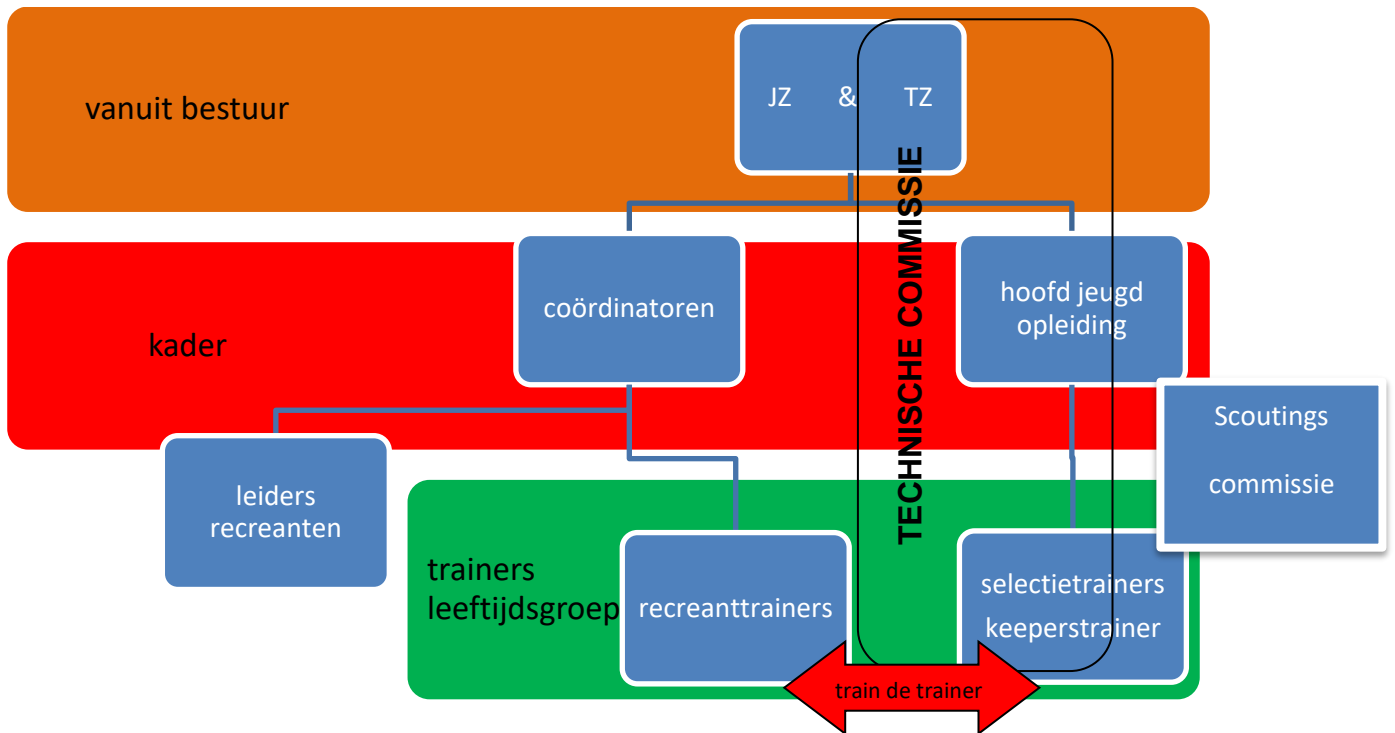 vanuit bestuur
JZ & TZ
TECHNISCHE COMMISSIE
kader
coördinatoren
hoofd jeugd
opleiding
Scoutings
commissie
leiders
recreanten
trainers
leeftijdsgroep
recreanttrainers
selectietrainers
keeperstrainer
train de trainer